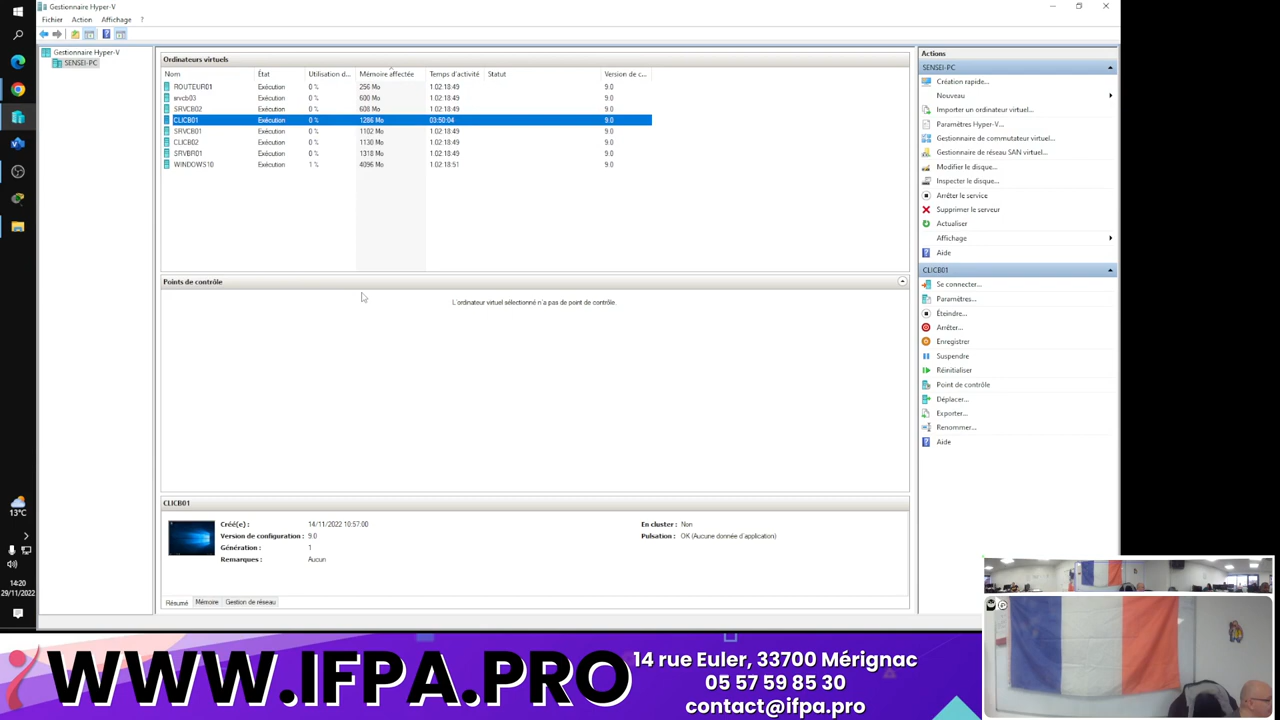 Gestionnaire Hyper-V
Fichier Action Affichage ?
Gestionnaire Hyper-V
SENSEI-PC
Ordinateurs virtuels
Nom État Utilisation d... Mémoire affectée Temps d'activité Statut Version de c...
ROUTEUR01 Exécution 0 % 256 Mo 1.02:18:49 9.0
srvcb03 Exécution 0 % 600 Mo 1.02:18:49 9.0
SRVCB02 Exécution 0 % 608 Mo 1.02:18:49 9.0
CLICB01 Exécution 0 % 1286 Mo 03:50:04 9.0
SRVCB01 Exécution 0 % 1102 Mo 1.02:18:49 9.0
CLICB02 Exécution 0 % 1130 Mo 1.02:18:49 9.0
SRVBR01 Exécution 0 % 1318 Mo 1.02:18:49 9.0
WINDOWS10 Exécution 1 % 4096 Mo 1.02:18:51 9.0
Points de contrôle
L'ordinateur virtuel sélectionné n'a pas de point de contrôle.
CLICB01
Créé(e) : 14/11/2022 10:57:00 En cluster : Non
Version de configuration : 9.0 Pulsation : OK (Aucune donnée d'application)
Génération : 1
Remarques : Aucun
Résumé Mémoire Gestion de réseau
Actions
SENSEI-PC
Création rapide...
Nouveau
Importer un ordinateur virtuel...
Paramètres Hyper-V...
Gestionnaire de commutateur virtuel...
Gestionnaire de réseau SAN virtuel...
Modifier le disque...
Inspecter le disque...
Arrêter le service
Supprimer le serveur
Actualiser
Affichage
Aide
CLICB01
Se connecter...
Paramètres...
Éteindre...
Arrêter...
Enregistrer
Suspendre
Réinitialiser
Point de contrôle
Déplacer...
Exporter...
Renommer...
Aide
13°C
14:20
29/11/2022
WWW.IFPA.PRO
14 rue Euler, 33700 Mérignac
05 57 59 85 30
contact@ifpa.pro